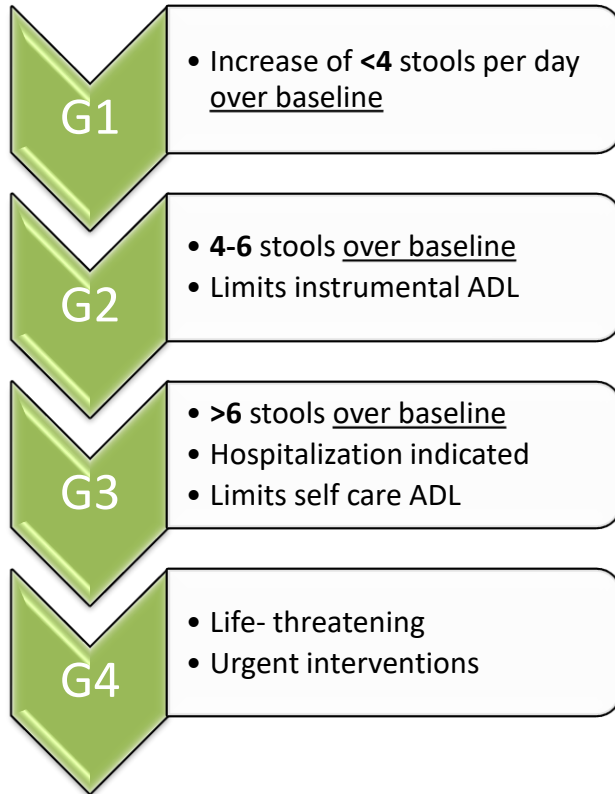 G1
• Increase of <4 stools per day
over baseline
G2
• 4-6 stools over baseline
• Limits instrumental ADL
G3
• >6 stools over baseline
• Hospitalization indicated
• Limits self care ADL
G4
• Life- threatening
• Urgent interventions